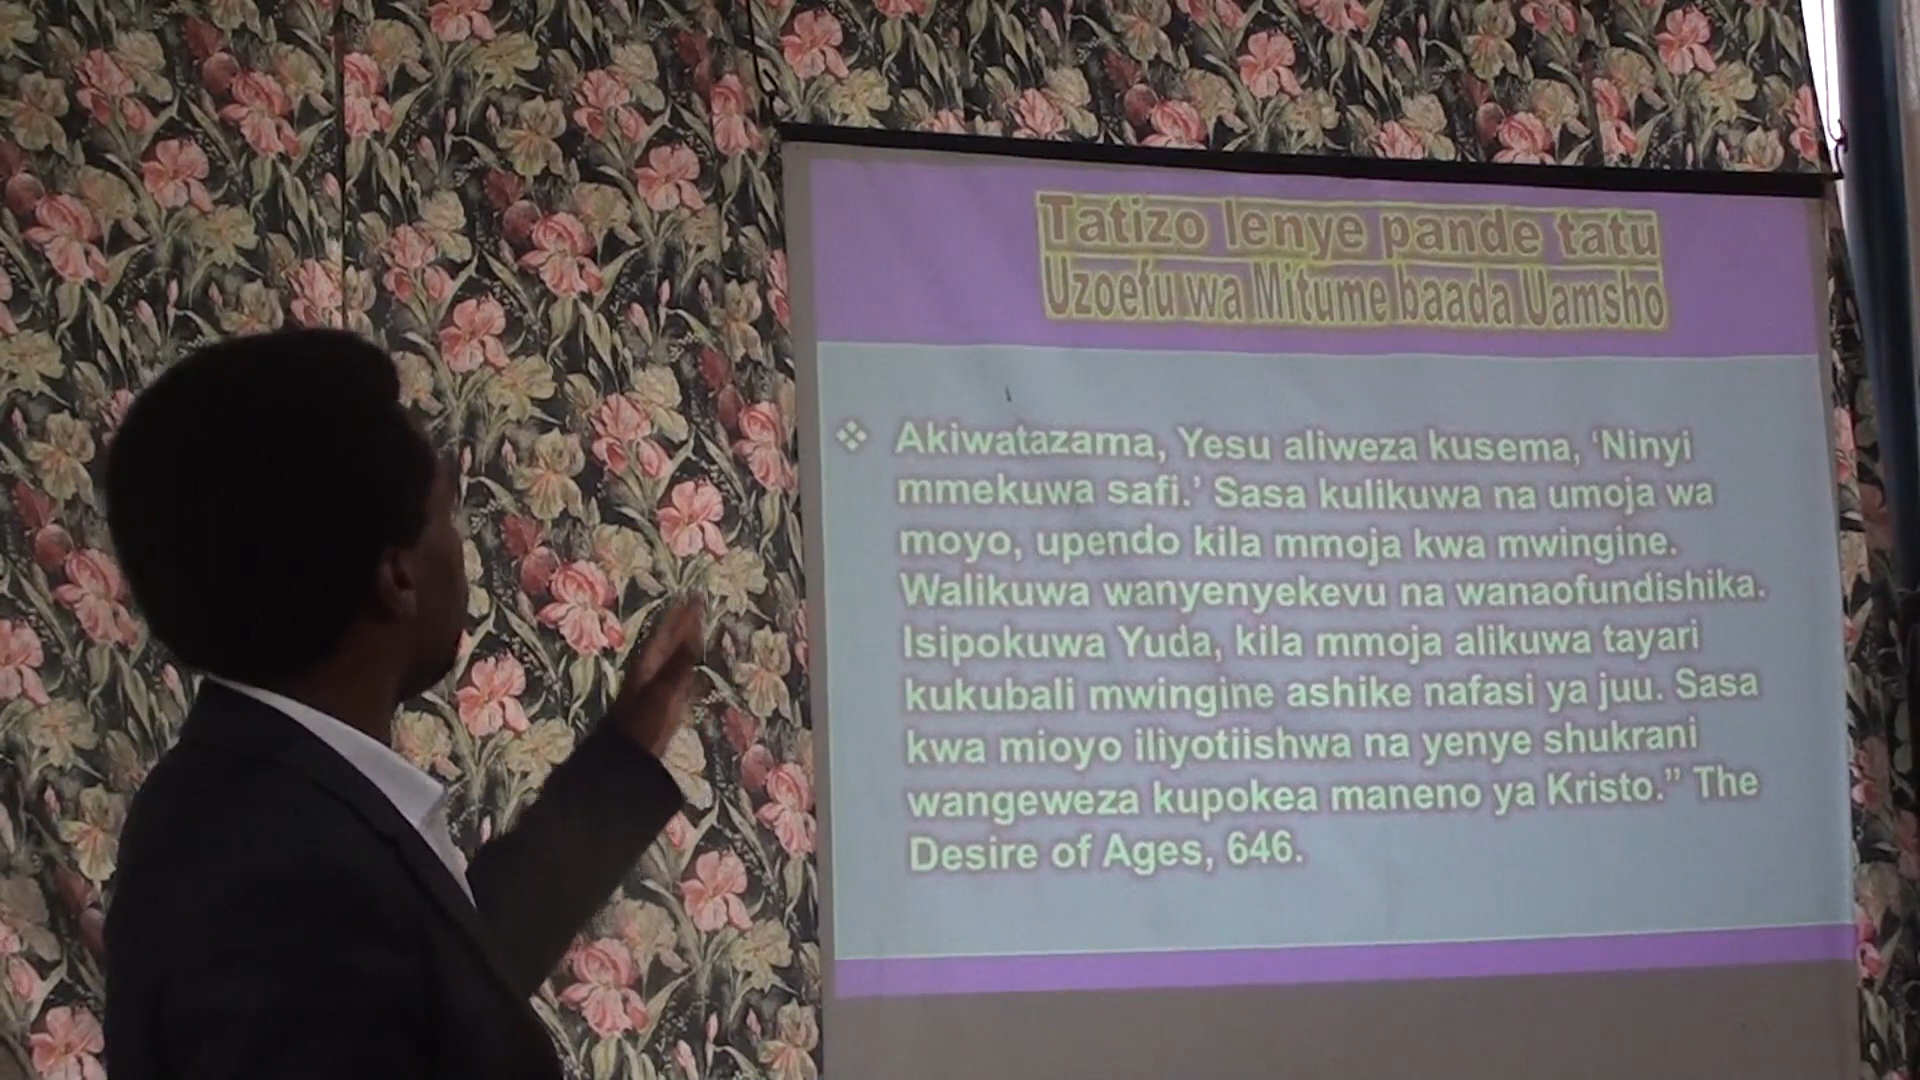 Tatizo lenye pande tatu
Uzoefu wa Mitume baada Uamsho
❖ Akiwatazama, Yesu aliweza kusema, ‘Ninyi
mmekuwa safi.’ Sasa kulikuwa na umoja wa
moyo, upendo kila mmoja kwa mwingine.
Walikuwa wanyenyekevu na wanaofundishika.
Isipokuwa Yuda, kila mmoja alikuwa tayari
kukubali mwingine ashike nafasi ya juu. Sasa
kwa mioyo iliyotiishwa na yenye shukrani
wangeweza kupokea maneno ya Kristo.” The
Desire of Ages, 646.